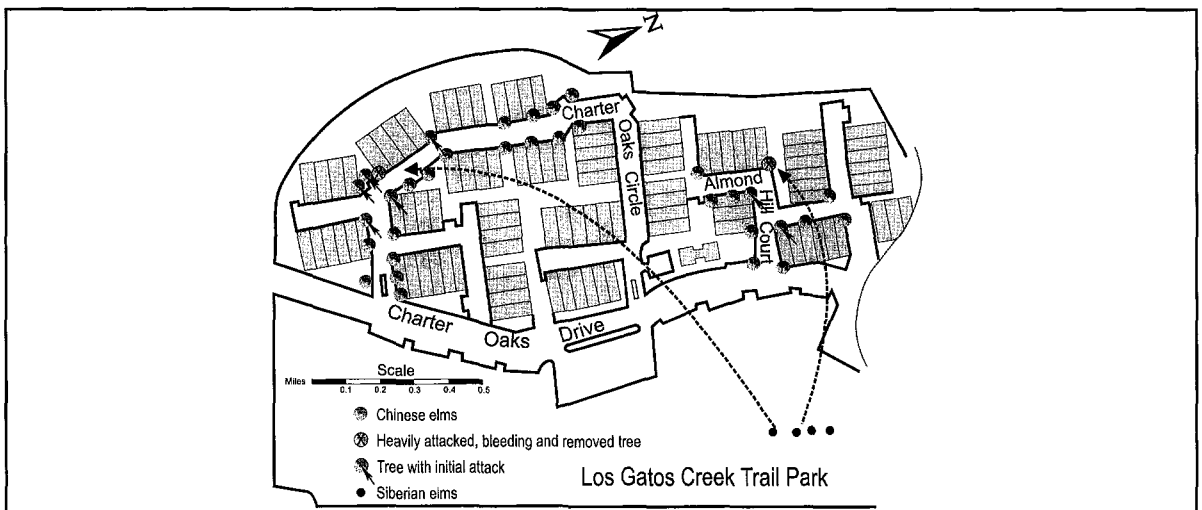 N
Charter
Oaks Circle
Almond
Hill Court
Charter Oaks Drive
Scale
Miles
0.1 0.2 0.3 0.4 0.5
Chinese elms
Heavily attacked, bleeding and removed tree
Tree with initial attack
Siberian elms
Los Gatos Creek Trail Park